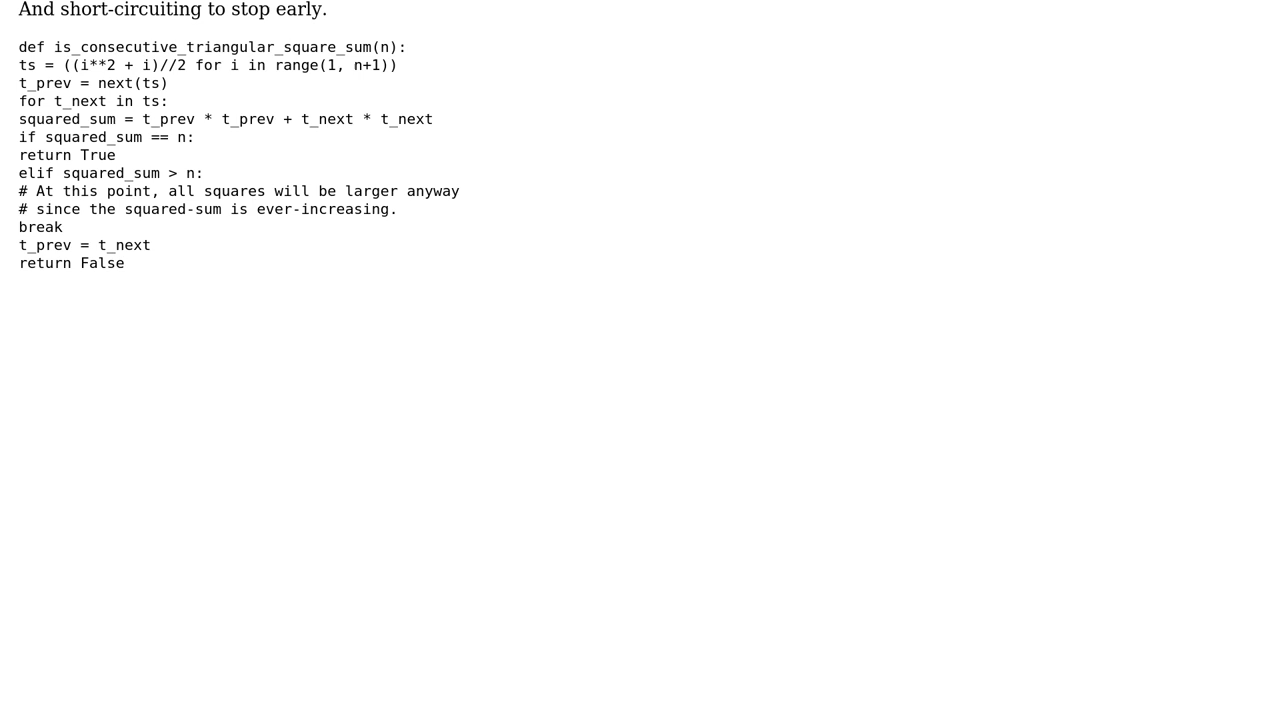 And short-circuiting to stop early.
def is_consecutive_triangular_square_sum(n):
ts = ((i**2 + i)//2 for i in range(1, n+1))
t_prev = next(ts)
for t_next in ts:
squared_sum = t_prev * t_prev + t_next * t_next
if squared_sum == n:
return True
elif squared_sum > n:
# At this point, all squares will be larger anyway
# since the squared-sum is ever-increasing.
break
t_prev = t_next
return False